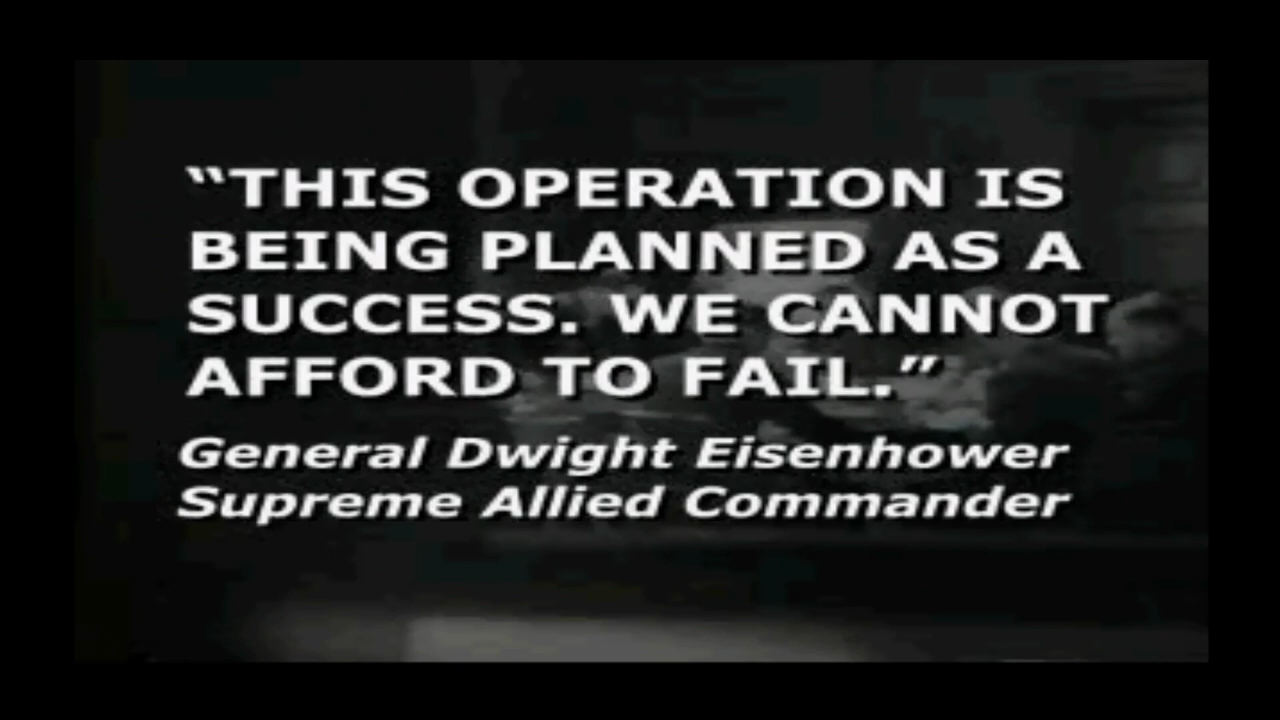 “THIS OPERATION IS
BEING PLANNED AS A
SUCCESS. WE CANNOT
AFFORD TO FAIL.”
General Dwight Eisenhower
Supreme Allied Commander